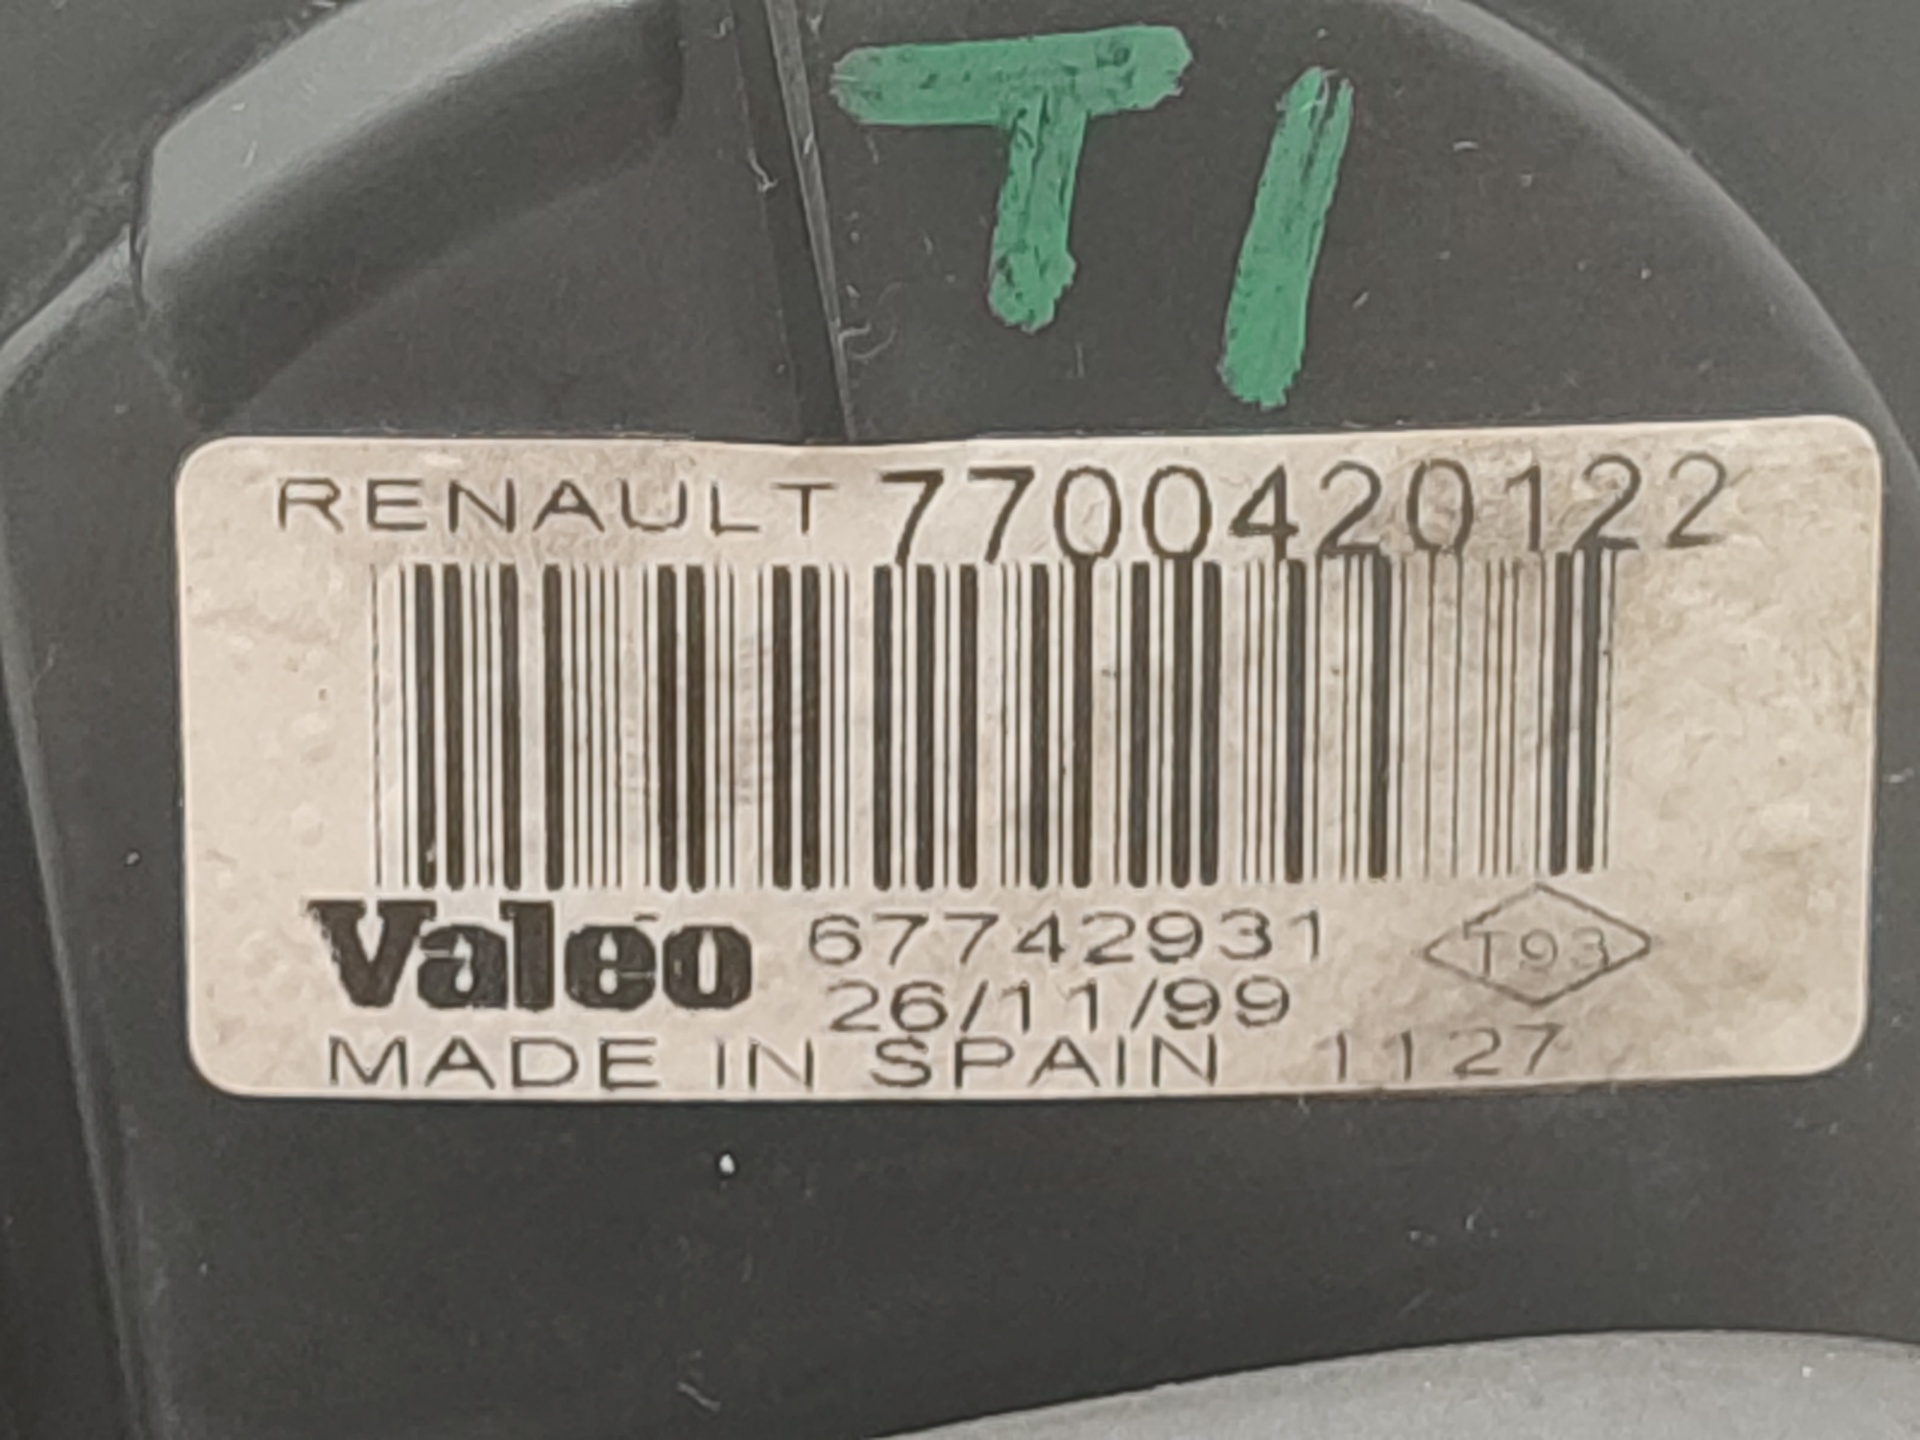 T1
RENAULT 7700420122
Valeo 67742931 T93
26/11/99
MADE IN SPAIN 1127